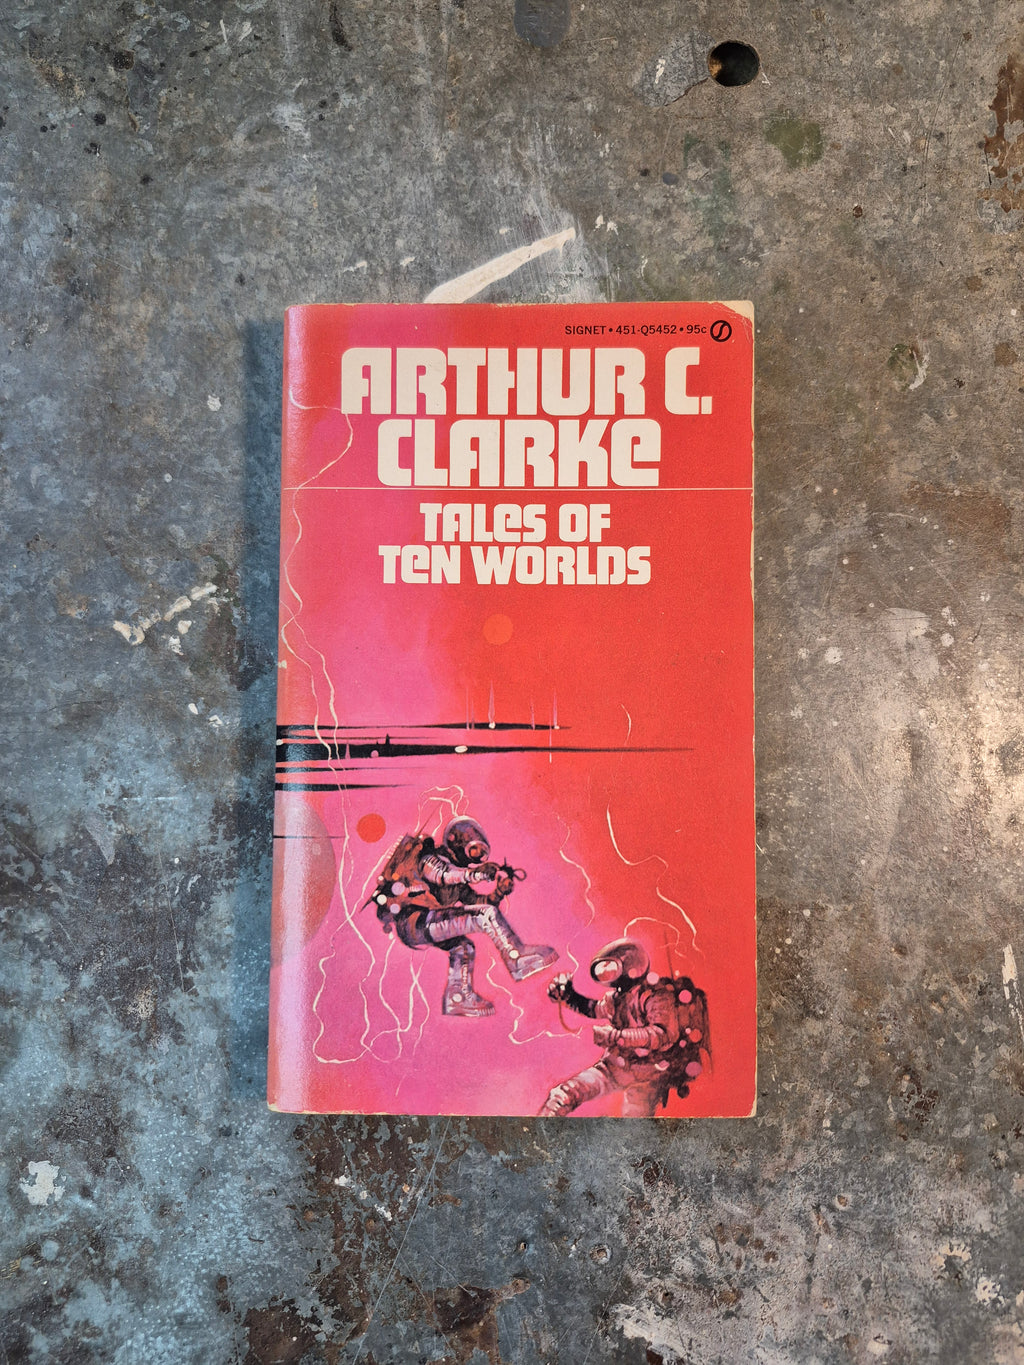 SIGNET • 451-Q5452 • 95c
ARTHUR C.
CLARKE
TALES OF
TEN WORLDS